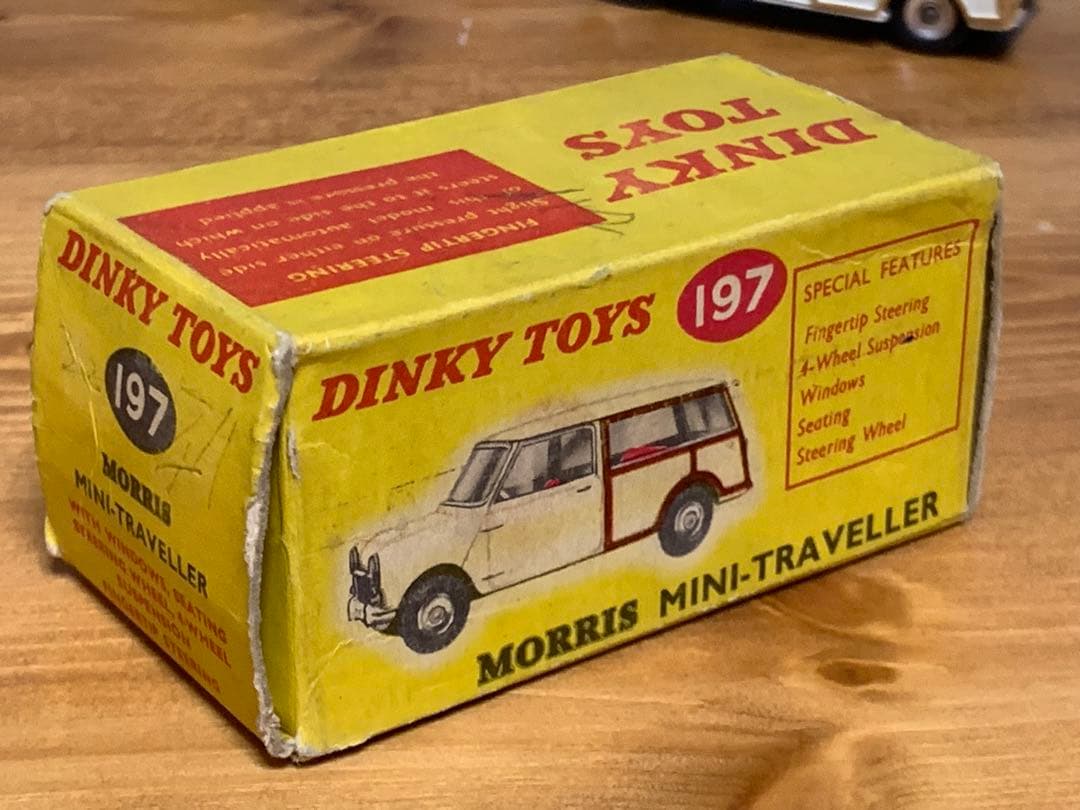 DINKY
TOYS
FINGERTIP STEERING
Slight pressure on either side
of this model automatically
steers it to the side on which
the pressure is applied
DINKY TOYS
197
MORRIS
MINI-TRAVELLER
WITH WINDOWS, SEATING
STEERING WHEEL, 4-WHEEL
SUSPENSION
FINGERTIP STEERING
DINKY TOYS
197
SPECIAL FEATURES
Fingertip Steering
4-Wheel Suspension
Windows
Seating
Steering Wheel
MORRIS MINI-TRAVELLER